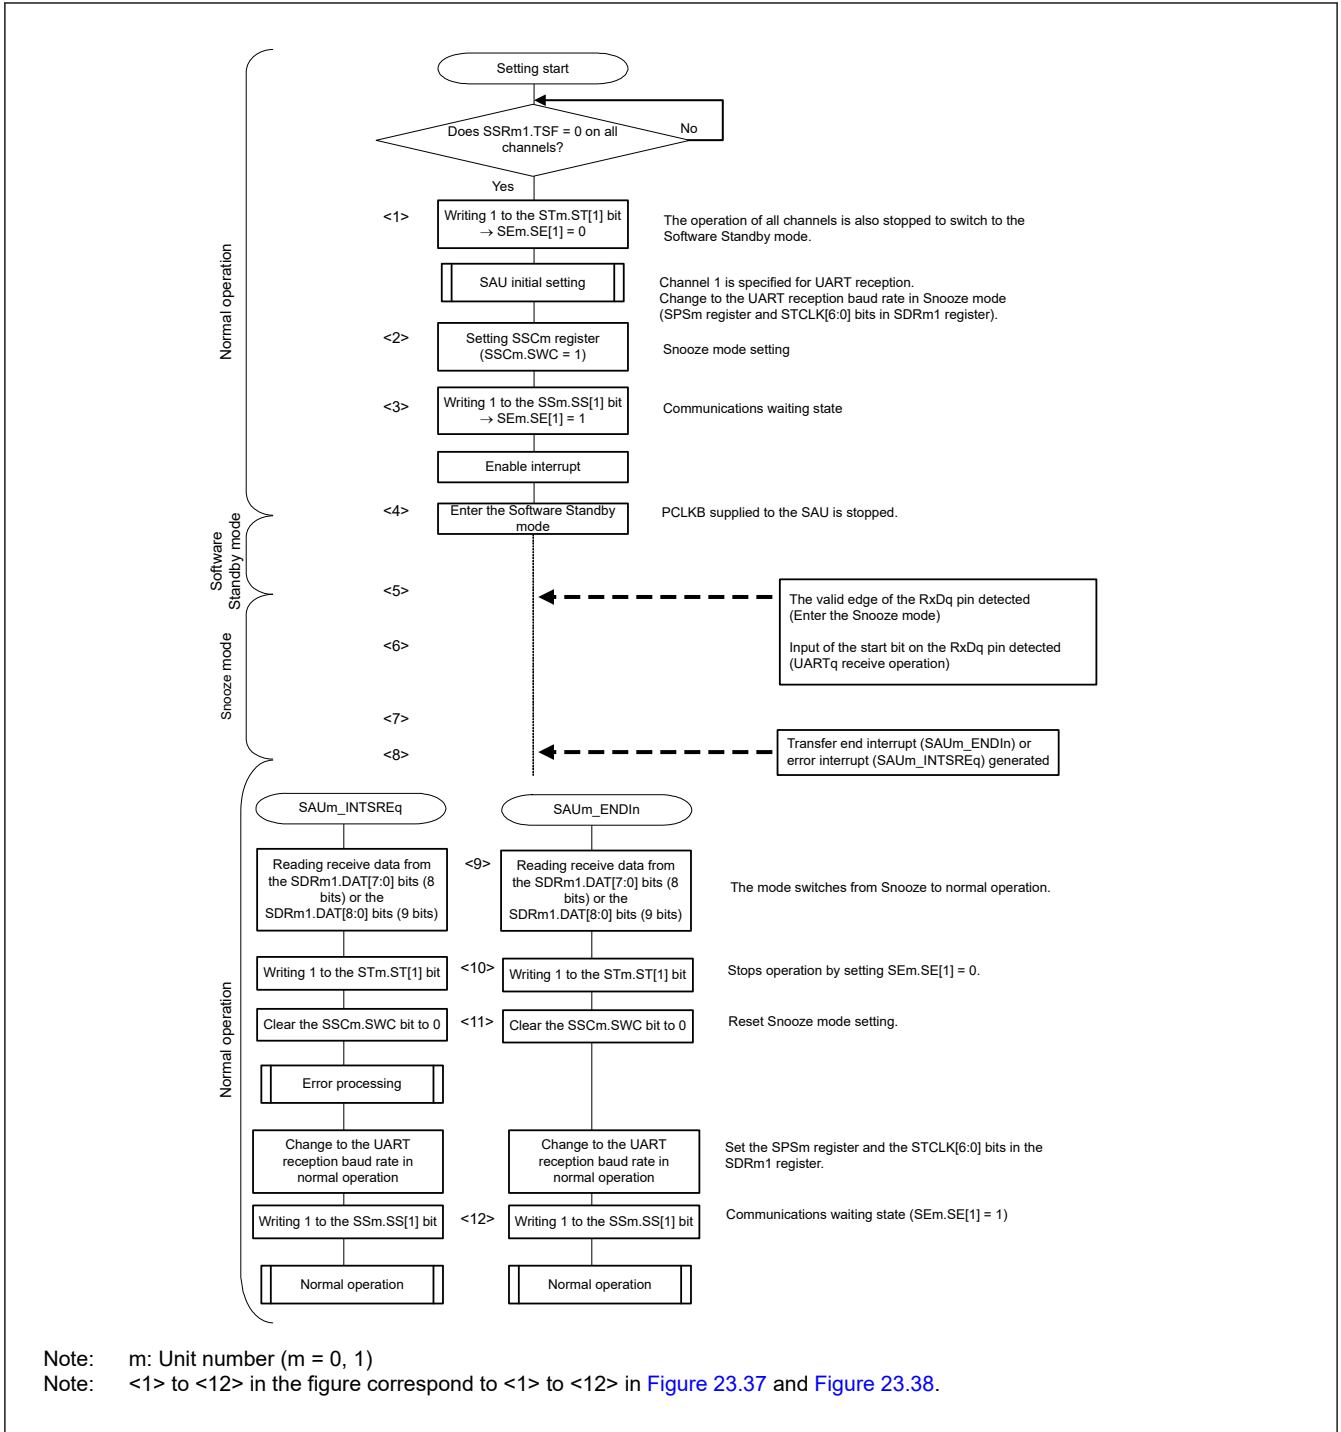 Setting start
Does SSRm1.TSF = 0 on all
channels?
No
Yes
<1>
Writing 1 to the STm.ST[1] bit
→ SEm.SE[1] = 0
The operation of all channels is also stopped to switch to the
Software Standby mode.
SAU initial setting
Channel 1 is specified for UART reception.
Change to the UART reception baud rate in Snooze mode
(SPSm register and STCLK[6:0] bits in SDRm1 register).
Normal operation
<2>
Setting SSCm register
(SSCm.SWC = 1)
Snooze mode setting
<3>
Writing 1 to the SSm.SS[1] bit
→ SEm.SE[1] = 1
Communications waiting state
Enable interrupt
<4>
Enter the Software Standby
mode
PCLKB supplied to the SAU is stopped.
Software
Standby mode
<5>
The valid edge of the RxDq pin detected
(Enter the Snooze mode)
<6>
Input of the start bit on the RxDq pin detected
(UARTq receive operation)
Snooze mode
<7>
<8>
Transfer end interrupt (SAUm_ENDIn) or
error interrupt (SAUm_INTSREq) generated
SAUm_INTSREq
SAUm_ENDIn
Reading receive data from
the SDRm1.DAT[7:0] bits (8
bits) or the
SDRm1.DAT[8:0] bits (9 bits)
<9>
Reading receive data from
the SDRm1.DAT[7:0] bits (8
bits) or the
SDRm1.DAT[8:0] bits (9 bits)
The mode switches from Snooze to normal operation.
Writing 1 to the STm.ST[1] bit
<10>
Writing 1 to the STm.ST[1] bit
Stops operation by setting SEm.SE[1] = 0.
Clear the SSCm.SWC bit to 0
<11>
Clear the SSCm.SWC bit to 0
Reset Snooze mode setting.
Normal operation
Error processing
Change to the UART
reception baud rate in
normal operation
Change to the UART
reception baud rate in
normal operation
Set the SPSm register and the STCLK[6:0] bits in the
SDRm1 register.
Writing 1 to the SSm.SS[1] bit
<12>
Writing 1 to the SSm.SS[1] bit
Communications waiting state (SEm.SE[1] = 1)
Normal operation
Normal operation
Note: m: Unit number (m = 0, 1)
Note: <1> to <12> in the figure correspond to <1> to <12> in Figure 23.37 and Figure 23.38.